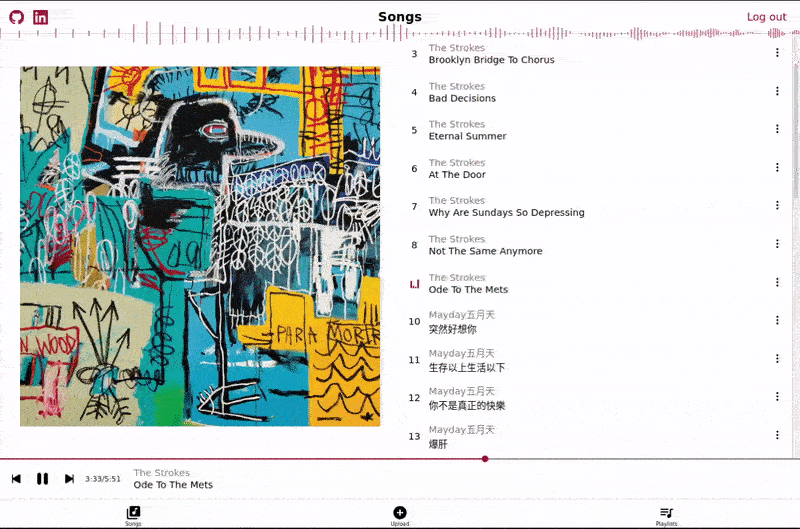 Songs
Log out
3
The Strokes
Brooklyn Bridge To Chorus
4
The Strokes
Bad Decisions
5
The Strokes
Eternal Summer
6
The Strokes
At The Door
7
The Strokes
Why Are Sundays So Depressing
8
The Strokes
Not The Same Anymore
The Strokes
Ode To The Mets
10
Mayday五月天
突然好想你
11
Mayday五月天
生存以上生活以下
12
Mayday五月天
你不是真正的快樂
13
Mayday五月天
爆肝
PARA MORIR
WOOD
3:33/5:51
The Strokes
Ode To The Mets
Songs
Upload
Playlists